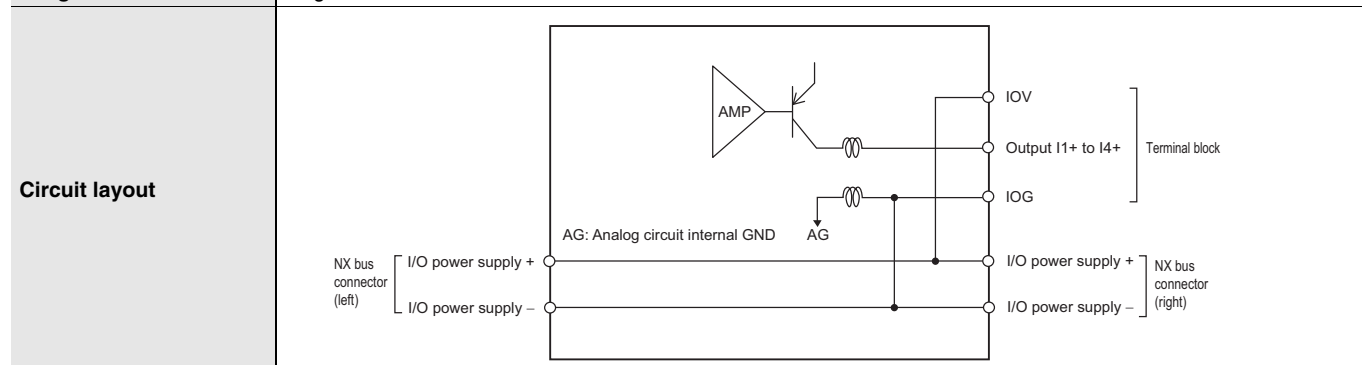 Circuit layout
AMP
IOV
Output I1+ to I4+
Terminal block
IOG
AG: Analog circuit internal GND
AG
NX bus
connector
(left)
I/O power supply +
I/O power supply –
I/O power supply +
I/O power supply –
NX bus
connector
(right)